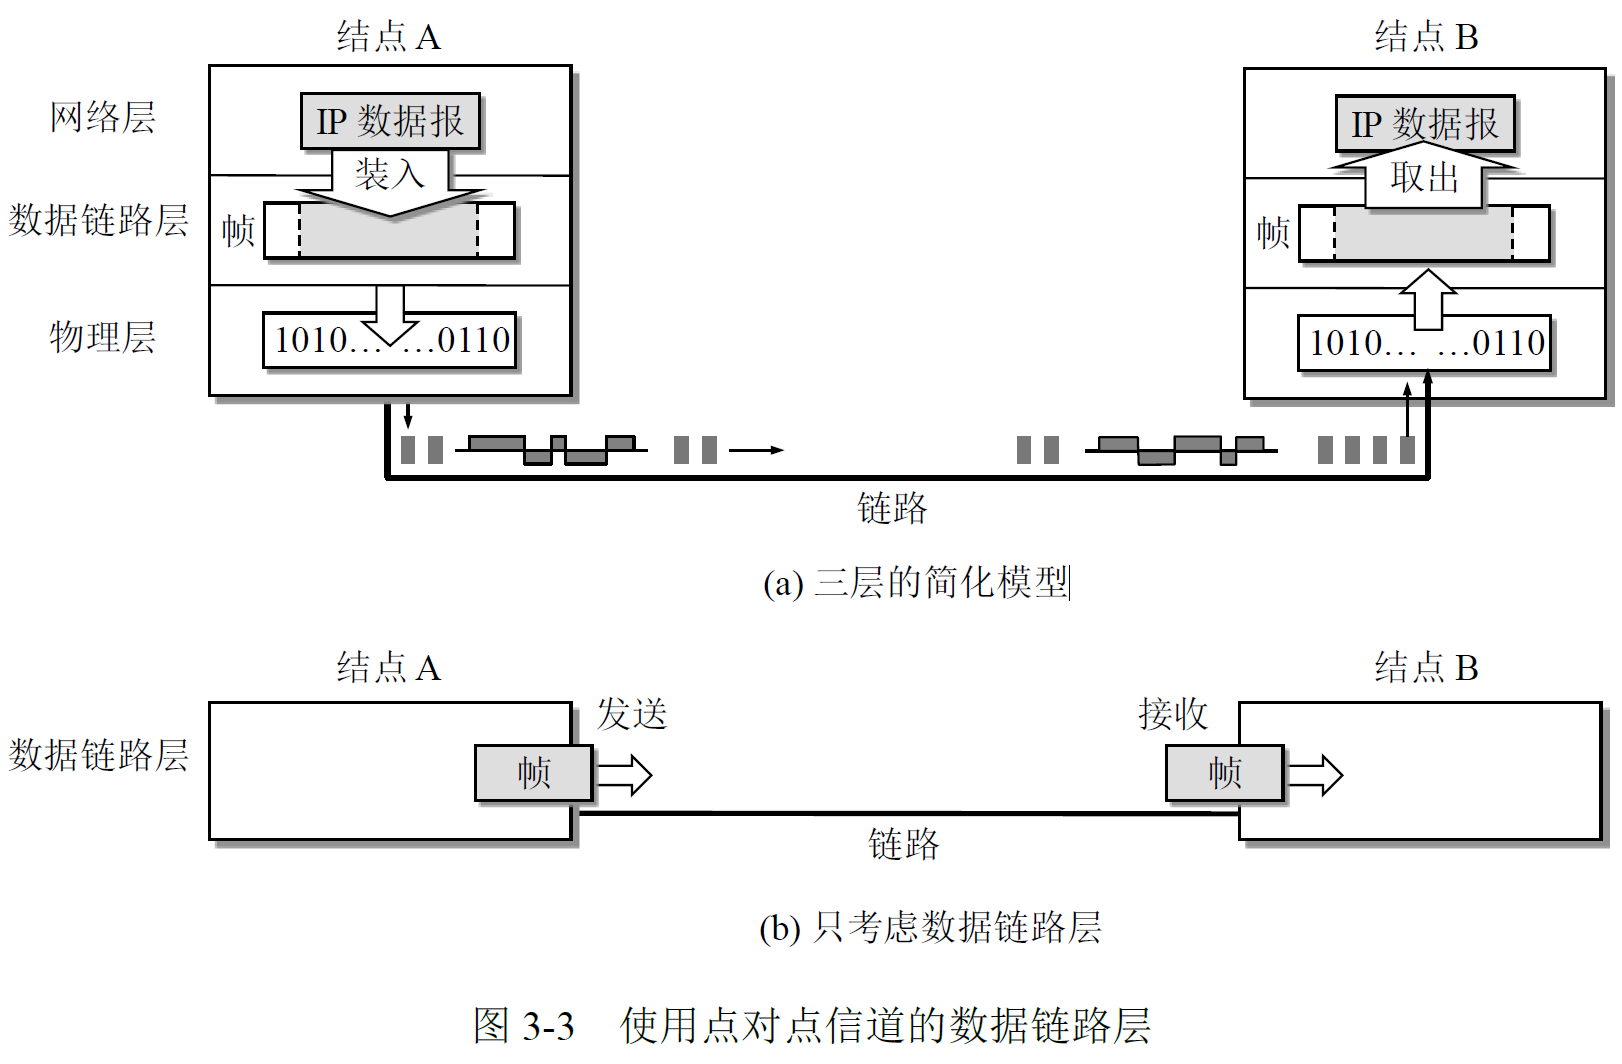 结点 A
结点 B
网络层
IP 数据报
IP 数据报
装入
取出
数据链路层
帧
帧
物理层
1010… …0110
1010… …0110
链路
(a) 三层的简化模型
结点 A
结点 B
发送
接收
数据链路层
帧
帧
链路
(b) 只考虑数据链路层
图 3-3 使用点对点信道的数据链路层